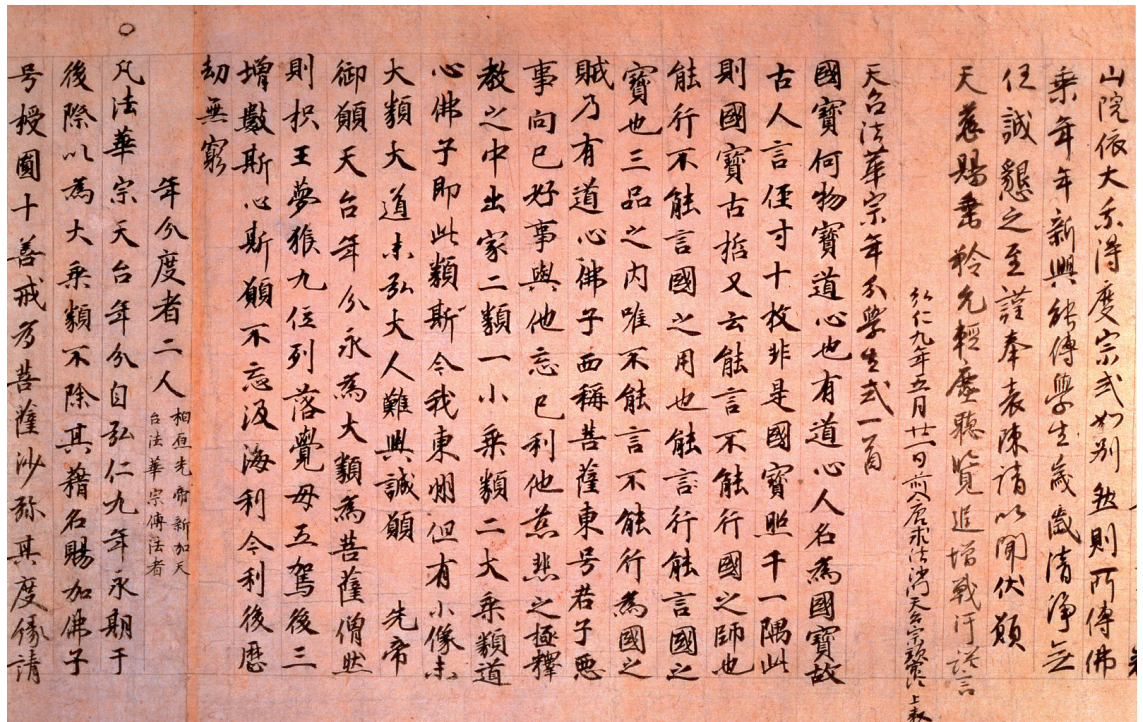 山院依大系得度宗式如別然則所傳佛
乘年年新興能傳學生歲歲清淨無
任誠懇之至謹奉表陳請以聞伏願
天慈賜垂矜允輕塵聽覽追增戰汗謹言
弘仁九年五月廿一日前入唐求法沙門天台宗 上表
天台法華宗年分學生式一首
國寶何物寶道心也有道心人名為國寶故
古人言徑寸十枚非是國寶照千一隅此
則國寶古哲又云能言不能行國之師也
能行不能言國之用也能言行能言國之
寶也三品之內唯不能言不能行為國之
賊乃有道心佛子西稱菩薩東号君子悪
事向己好事與他忘己利他慈悲之極釋
教之中出家二類一小乘類二大乘類道
心佛子即此類斯今我東州但有小像未
大類大道未弘大人難興誠願 先帝
御願天台年分永為大類為菩薩僧然
則枳王夢猴九位列落覺母五駕後三
增數斯心斯願不忘汲海利今利後歷
劫無窮
年分度者二人 柏原先帝新加天
台法華宗傳法者
凡法華宗天台年分自弘仁九年永期于
後際以為大乘類不除其籍名賜加佛子
号授圓十善戒為菩薩沙弥其度緣請